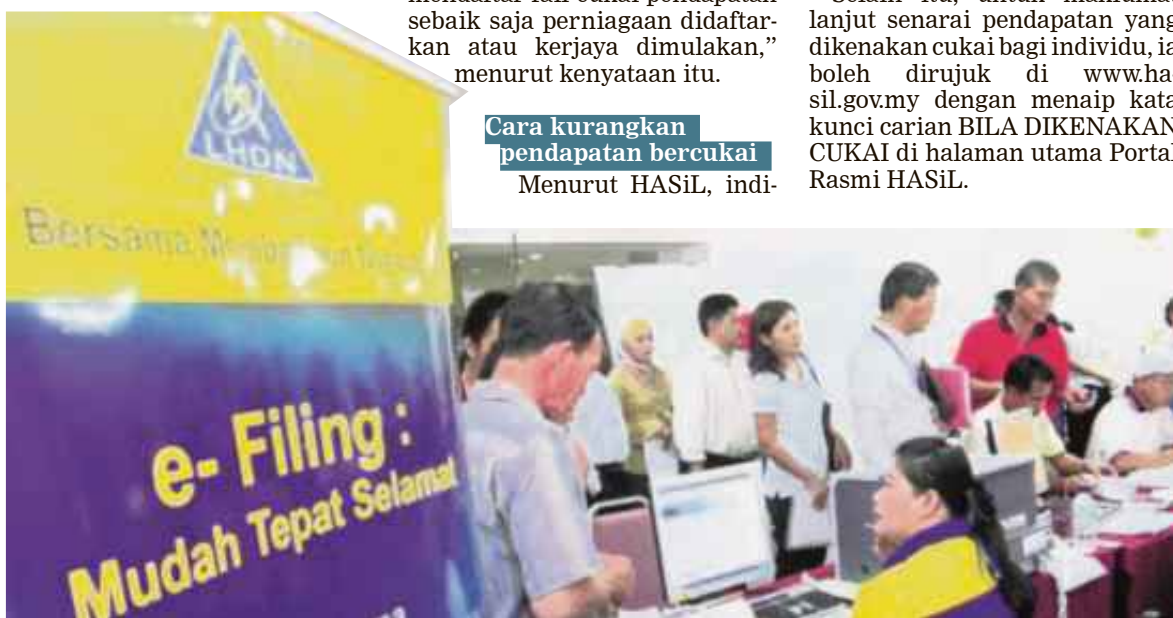 sebaik saja perniagaan didaftar-
kan atau kerjaya dimulakan,”
menurut kenyataan itu.
Cara kurangkan
pendapatan bercukai
Menurut HASiL, indi-
lanjut senarai pendapatan yang
dikenakan cukai bagi individu, ia
boleh dirujuk di www.ha-
sil.gov.my dengan menaip kata
kunci carian BILA DIKENAKAN
CUKAI di halaman utama Portal
Rasmi HASiL.
LHDN
Bersama
e- Filing :
Mudah Tepat Selamat